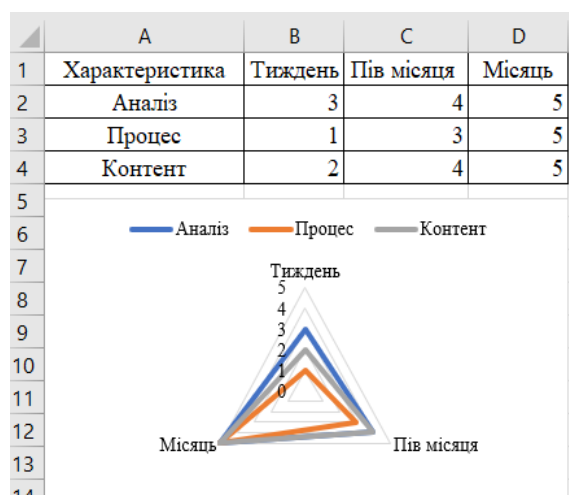 A B C D
1 Характеристика Тиждень Пів місяця Місяць
2 Аналіз 3 4 5
3 Процес 1 3 5
4 Контент 2 4 5
5
6 Аналіз Процес Контент
7 Тиждень
5
8 4
9 3
10 2
1
11 0
12 Місяць Пів місяця
13
14